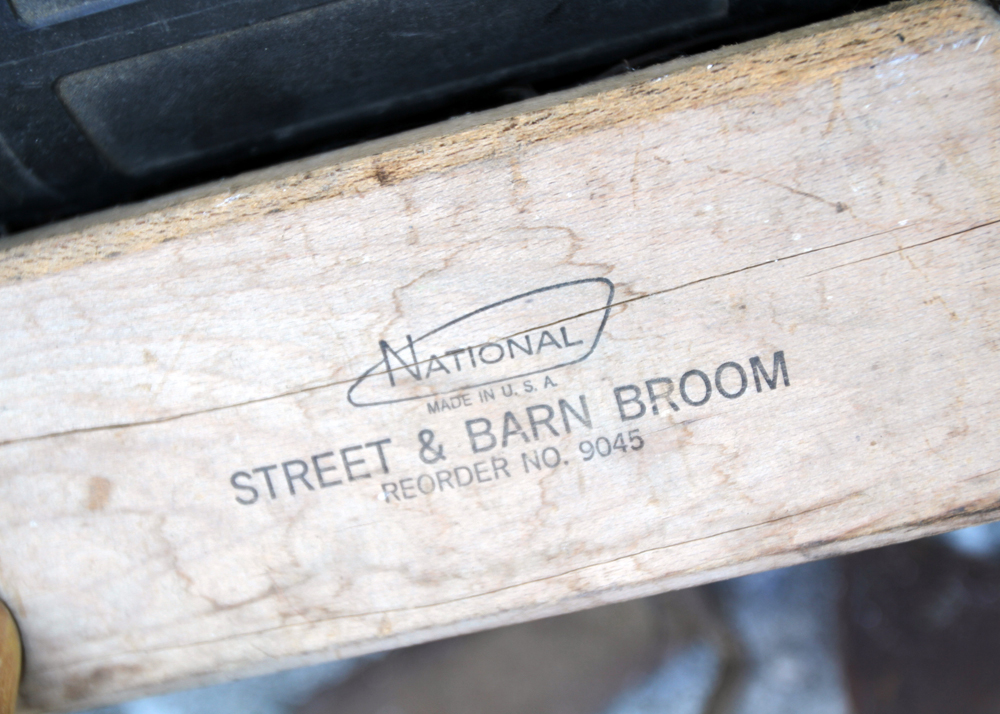 NATIONAL
MADE IN U. S. A.
STREET & BARN BROOM
REORDER NO. 9045